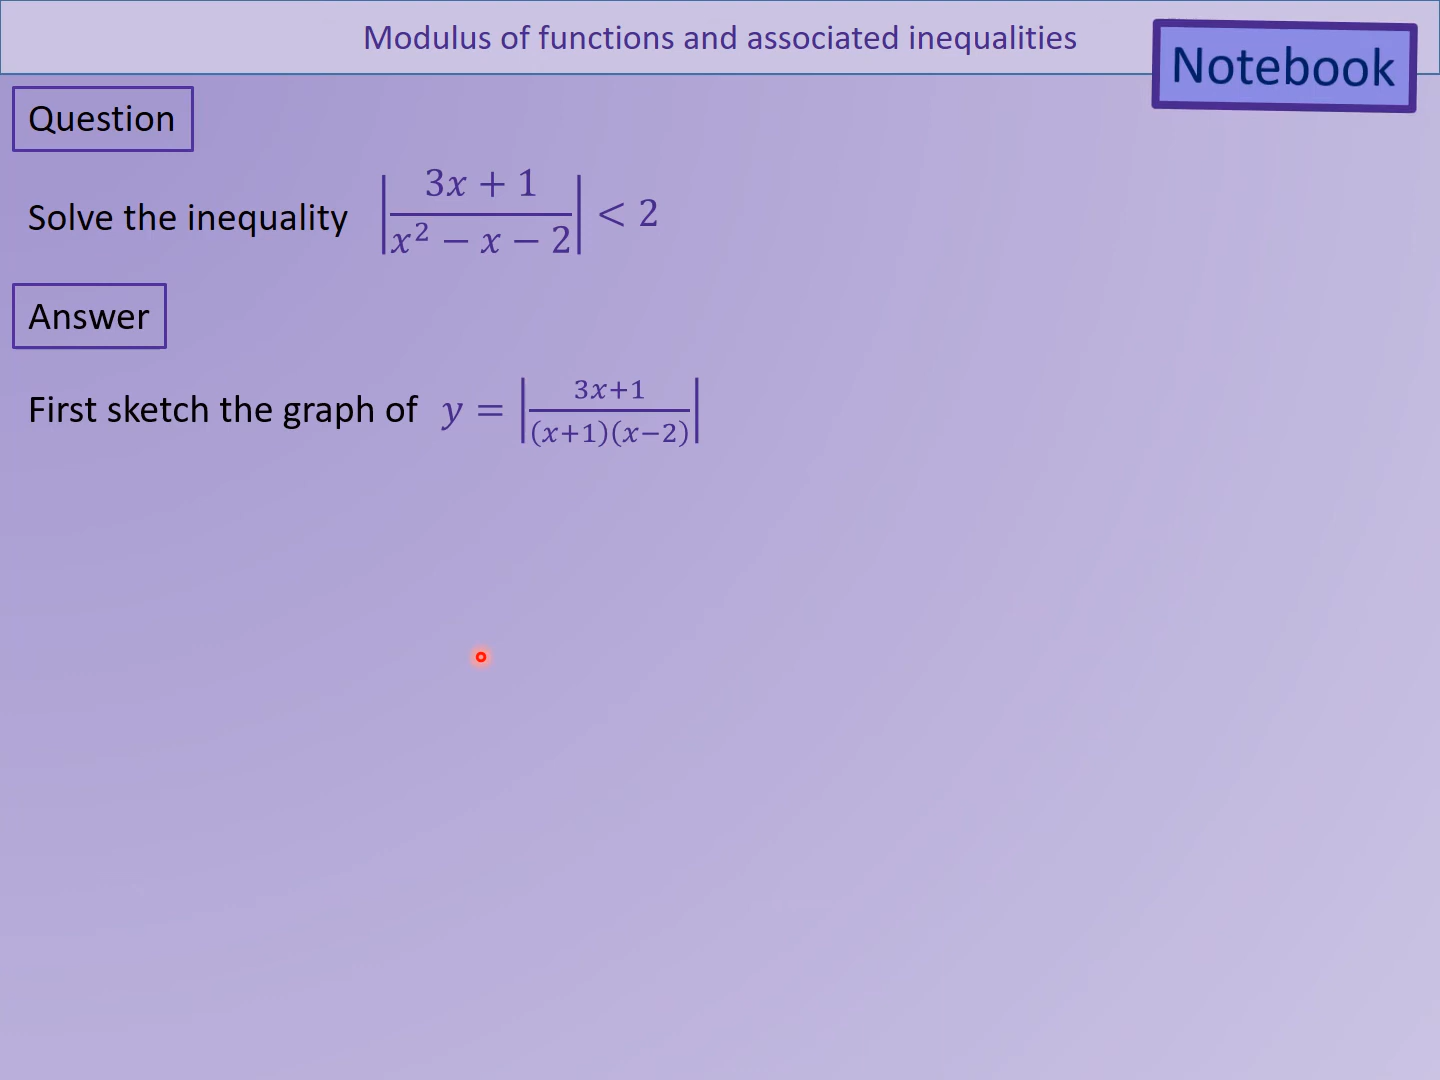 Modulus of functions and associated inequalities
Notebook
Question
Solve the inequality |(3x + 1)/(x² − x − 2)| < 2
Answer
First sketch the graph of y = |(3x+1)/((x+1)(x−2))|